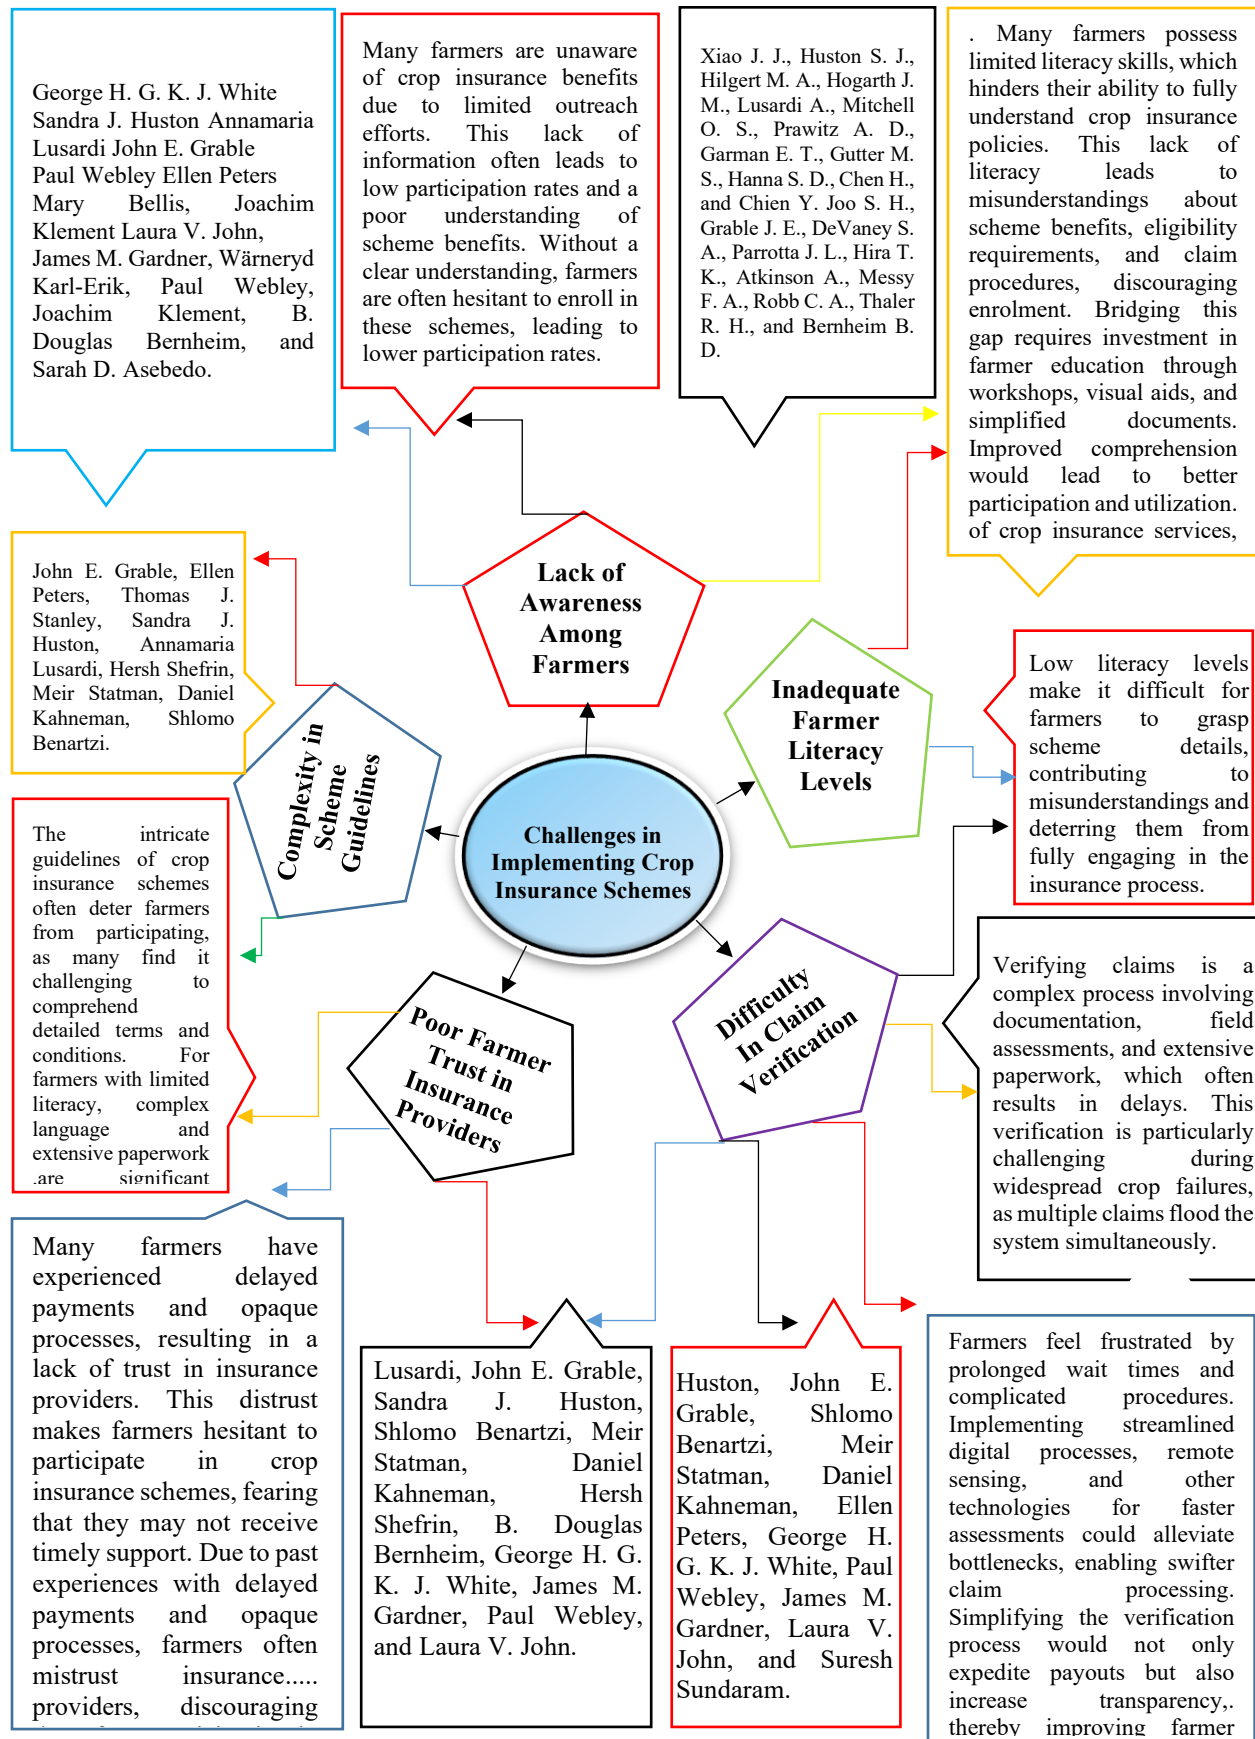 George H. G. K. J. White
Sandra J. Huston Annamaria
Lusardi John E. Grable
Paul Webley Ellen Peters
Mary Bellis, Joachim
Klement Laura V. John,
James M. Gardner, Wärneryd
Karl-Erik, Paul Webley,
Joachim Klement, B.
Douglas Bernheim, and
Sarah D. Asebedo.
Many farmers are unaware
of crop insurance benefits
due to limited outreach
efforts. This lack of
information often leads to
low participation rates and a
poor understanding of
scheme benefits. Without a
clear understanding, farmers
are often hesitant to enroll in
these schemes, leading to
lower participation rates.
Xiao J. J., Huston S. J.,
Hilgert M. A., Hogarth J.
M., Lusardi A., Mitchell
O. S., Prawitz A. D.,
Garman E. T., Gutter M.
S., Hanna S. D., Chen H.,
and Chien Y. Joo S. H.,
Grable J. E., DeVaney S.
A., Parrotta J. L., Hira T.
K., Atkinson A., Messy
F. A., Robb C. A., Thaler
R. H., and Bernheim B.
D.
. Many farmers possess
limited literacy skills, which
hinders their ability to fully
understand crop insurance
policies. This lack of
literacy leads to
misunderstandings about
scheme benefits, eligibility
requirements, and claim
procedures, discouraging
enrolment. Bridging this
gap requires investment in
farmer education through
workshops, visual aids, and
simplified documents.
Improved comprehension
would lead to better
participation and utilization.
of crop insurance services,
John E. Grable, Ellen
Peters, Thomas J.
Stanley, Sandra J.
Huston, Annamaria
Lusardi, Hersh Shefrin,
Meir Statman, Daniel
Kahneman, Shlomo
Benartzi.
Lack of
Awareness
Among
Farmers
Inadequate
Farmer
Literacy
Levels
Low literacy levels
make it difficult for
farmers to grasp
scheme details,
contributing to
misunderstandings and
deterring them from
fully engaging in the
insurance process.
Complexity in
Scheme
Guidelines
Challenges in
Implementing Crop
Insurance Schemes
The intricate
guidelines of crop
insurance schemes
often deter farmers
from participating,
as many find it
challenging to
comprehend
detailed terms and
conditions. For
farmers with limited
literacy, complex
language and
extensive paperwork
.are significant
Poor Farmer
Trust in
Insurance
Providers
Difficulty
In Claim
Verification
Verifying claims is a
complex process involving
documentation, field
assessments, and extensive
paperwork, which often
results in delays. This
verification is particularly
challenging during
widespread crop failures,
as multiple claims flood the
system simultaneously.
Many farmers have
experienced delayed
payments and opaque
processes, resulting in a
lack of trust in insurance
providers. This distrust
makes farmers hesitant to
participate in crop
insurance schemes, fearing
that they may not receive
timely support. Due to past
experiences with delayed
payments and opaque
processes, farmers often
mistrust insurance.....
providers, discouraging
Lusardi, John E. Grable,
Sandra J. Huston,
Shlomo Benartzi, Meir
Statman, Daniel
Kahneman, Hersh
Shefrin, B. Douglas
Bernheim, George H. G.
K. J. White, James M.
Gardner, Paul Webley,
and Laura V. John.
Huston, John E.
Grable, Shlomo
Benartzi, Meir
Statman, Daniel
Kahneman, Ellen
Peters, George H.
G. K. J. White, Paul
Webley, James M.
Gardner, Laura V.
John, and Suresh
Sundaram.
Farmers feel frustrated by
prolonged wait times and
complicated procedures.
Implementing streamlined
digital processes, remote
sensing, and other
technologies for faster
assessments could alleviate
bottlenecks, enabling swifter
claim processing.
Simplifying the verification
process would not only
expedite payouts but also
increase transparency,.
thereby improving farmer